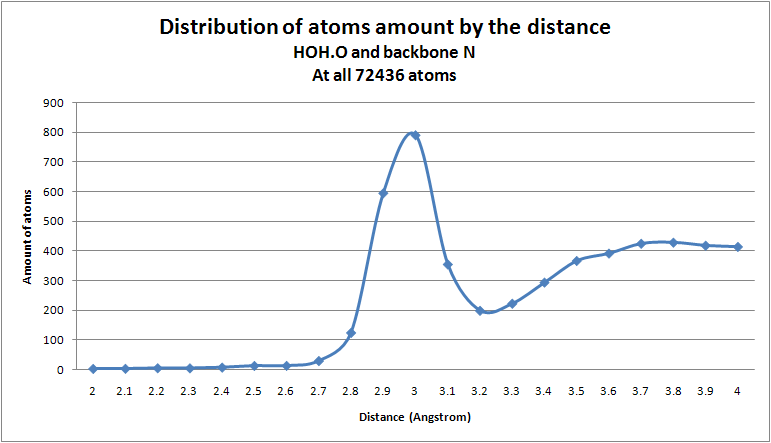 Distribution of atoms amount by the distance
HOH.O and backbone N
At all 72436 atoms
900
800
700
600
500
400
300
200
100
0
Amount of atoms
2 2.1 2.2 2.3 2.4 2.5 2.6 2.7 2.8 2.9 3 3.1 3.2 3.3 3.4 3.5 3.6 3.7 3.8 3.9 4
Distance (Angstrom)